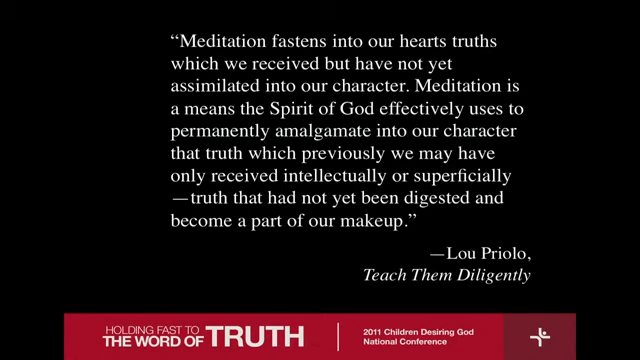 “Meditation fastens into our hearts truths
which we received but have not yet
assimilated into our character. Meditation is
a means the Spirit of God effectively uses to
permanently amalgamate into our character
that truth which previously we may have
only received intellectually or superficially
—truth that had not yet been digested and
become a part of our makeup.”
—Lou Priolo,
Teach Them Diligently
HOLDING FAST TO
THE WORD OF TRUTH
2011 Children Desiring God
National Conference